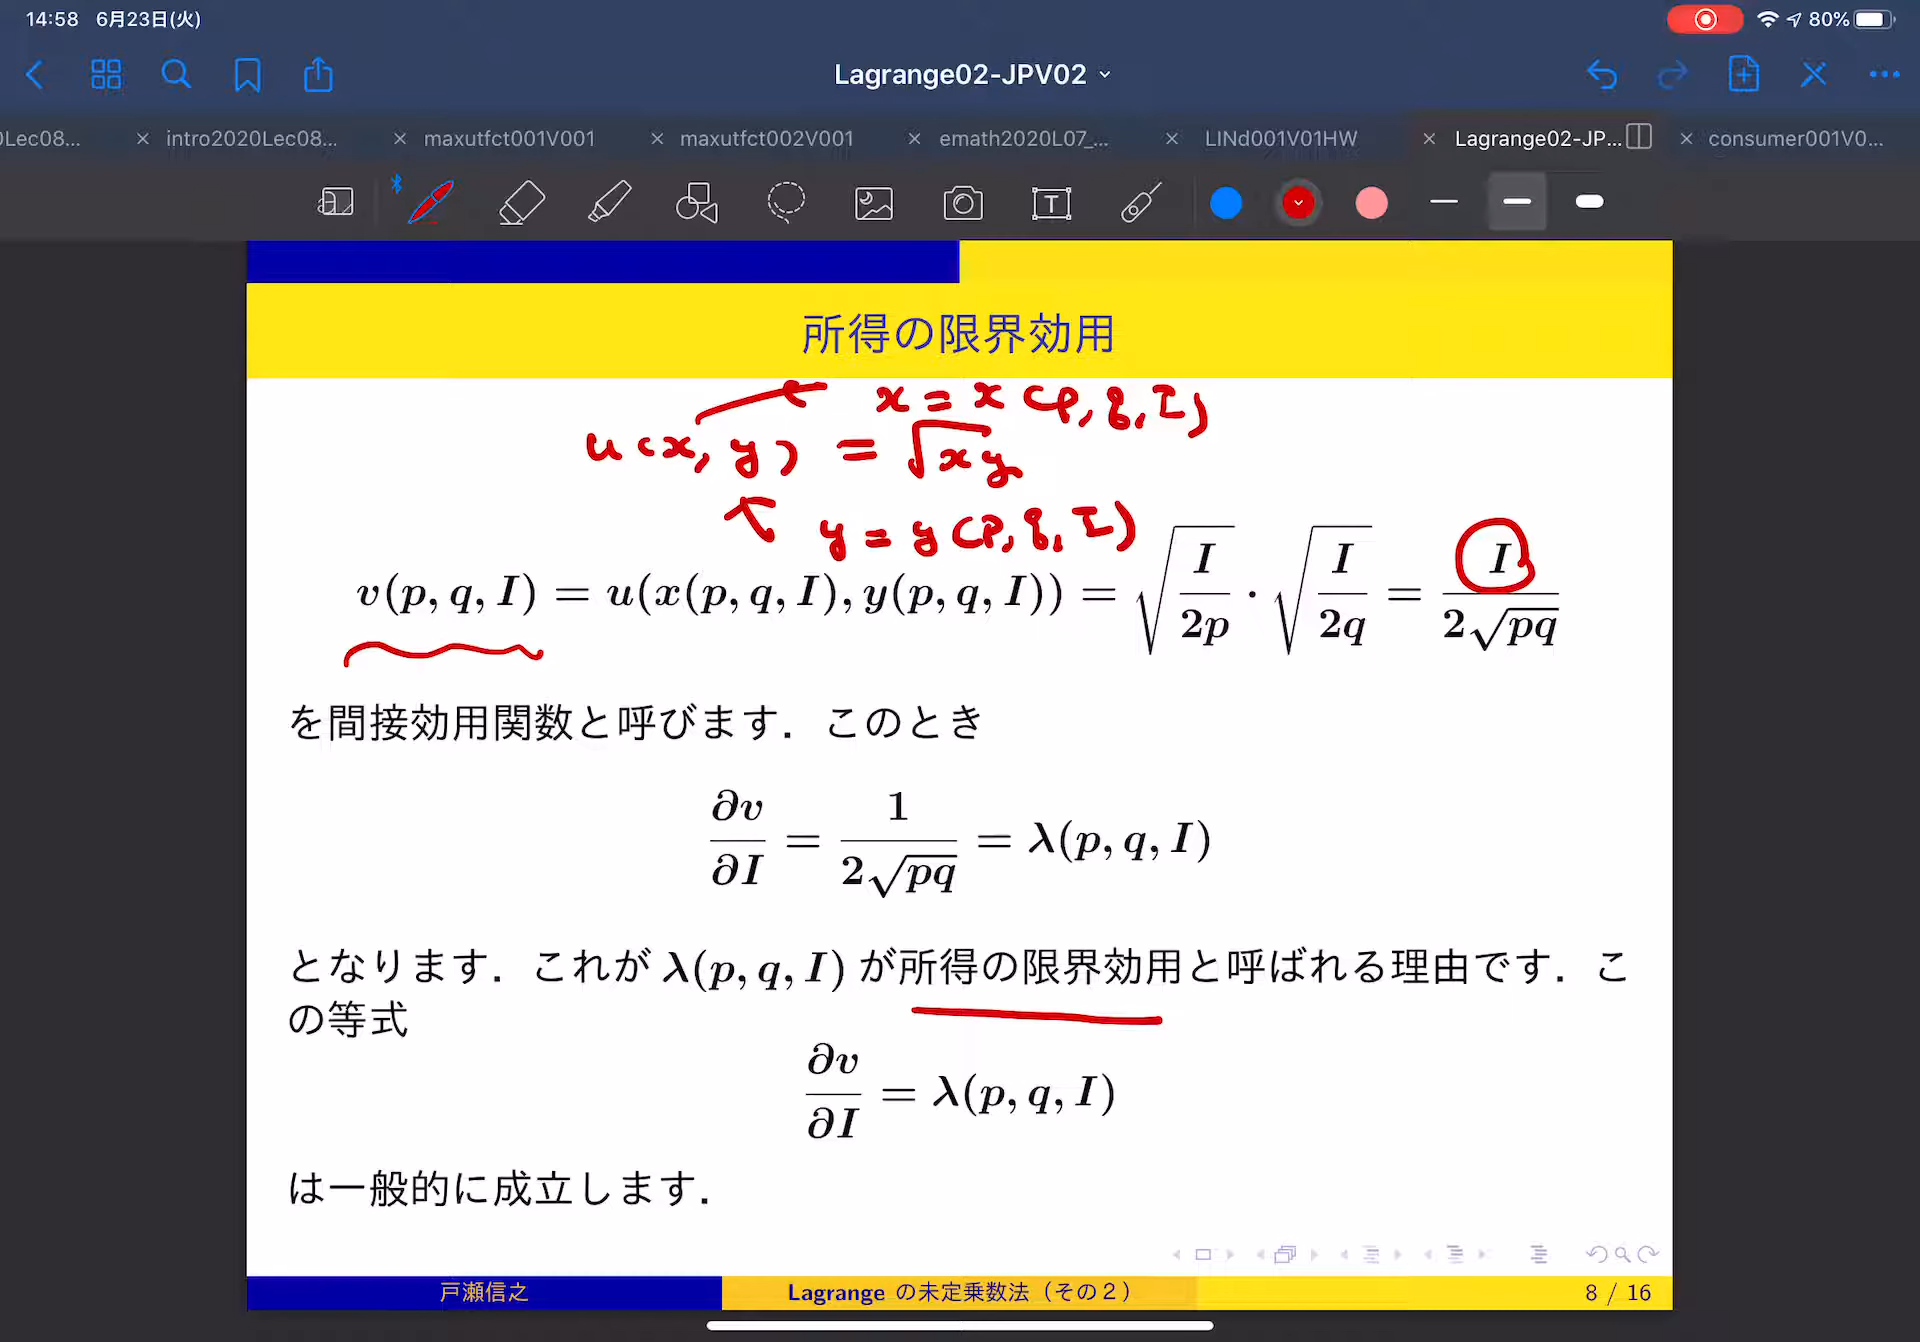 14:58 6月23日(火) 80%
Lagrange02-JPV02
0Lec08... × intro2020Lec08... × maxutfct001V001 × maxutfct002V001 × emath2020L07_... × LINd001V01HW × Lagrange02-JP... × consumer001V0...
T
所得の限界効用
x = x(p, q, I)
u(x, y) = √xy
y = y(p, q, I)
v(p, q, I) = u(x(p, q, I), y(p, q, I)) = √(I/2p) · √(I/2q) = I/(2√pq)
を間接効用関数と呼びます．このとき
∂v/∂I = 1/(2√pq) = λ(p, q, I)
となります．これが λ(p, q, I) が所得の限界効用と呼ばれる理由です．こ
の等式
∂v/∂I = λ(p, q, I)
は一般的に成立します．
戸瀬信之 Lagrange の未定乗数法（その２） 8 / 16